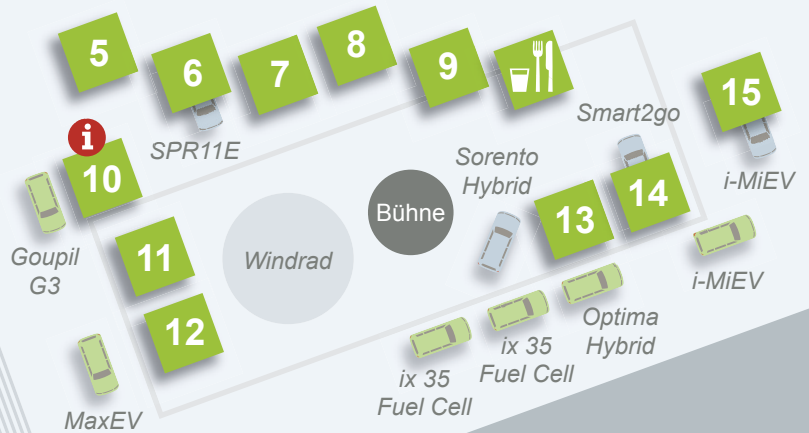 5
6
7
8
9
SPR11E
i
10
Goupil
G3
11
12
MaxEV
Windrad
Bühne
Sorento
Hybrid
Smart2go
13
14
15
i-MiEV
i-MiEV
Optima
Hybrid
ix 35
Fuel Cell
ix 35
Fuel Cell